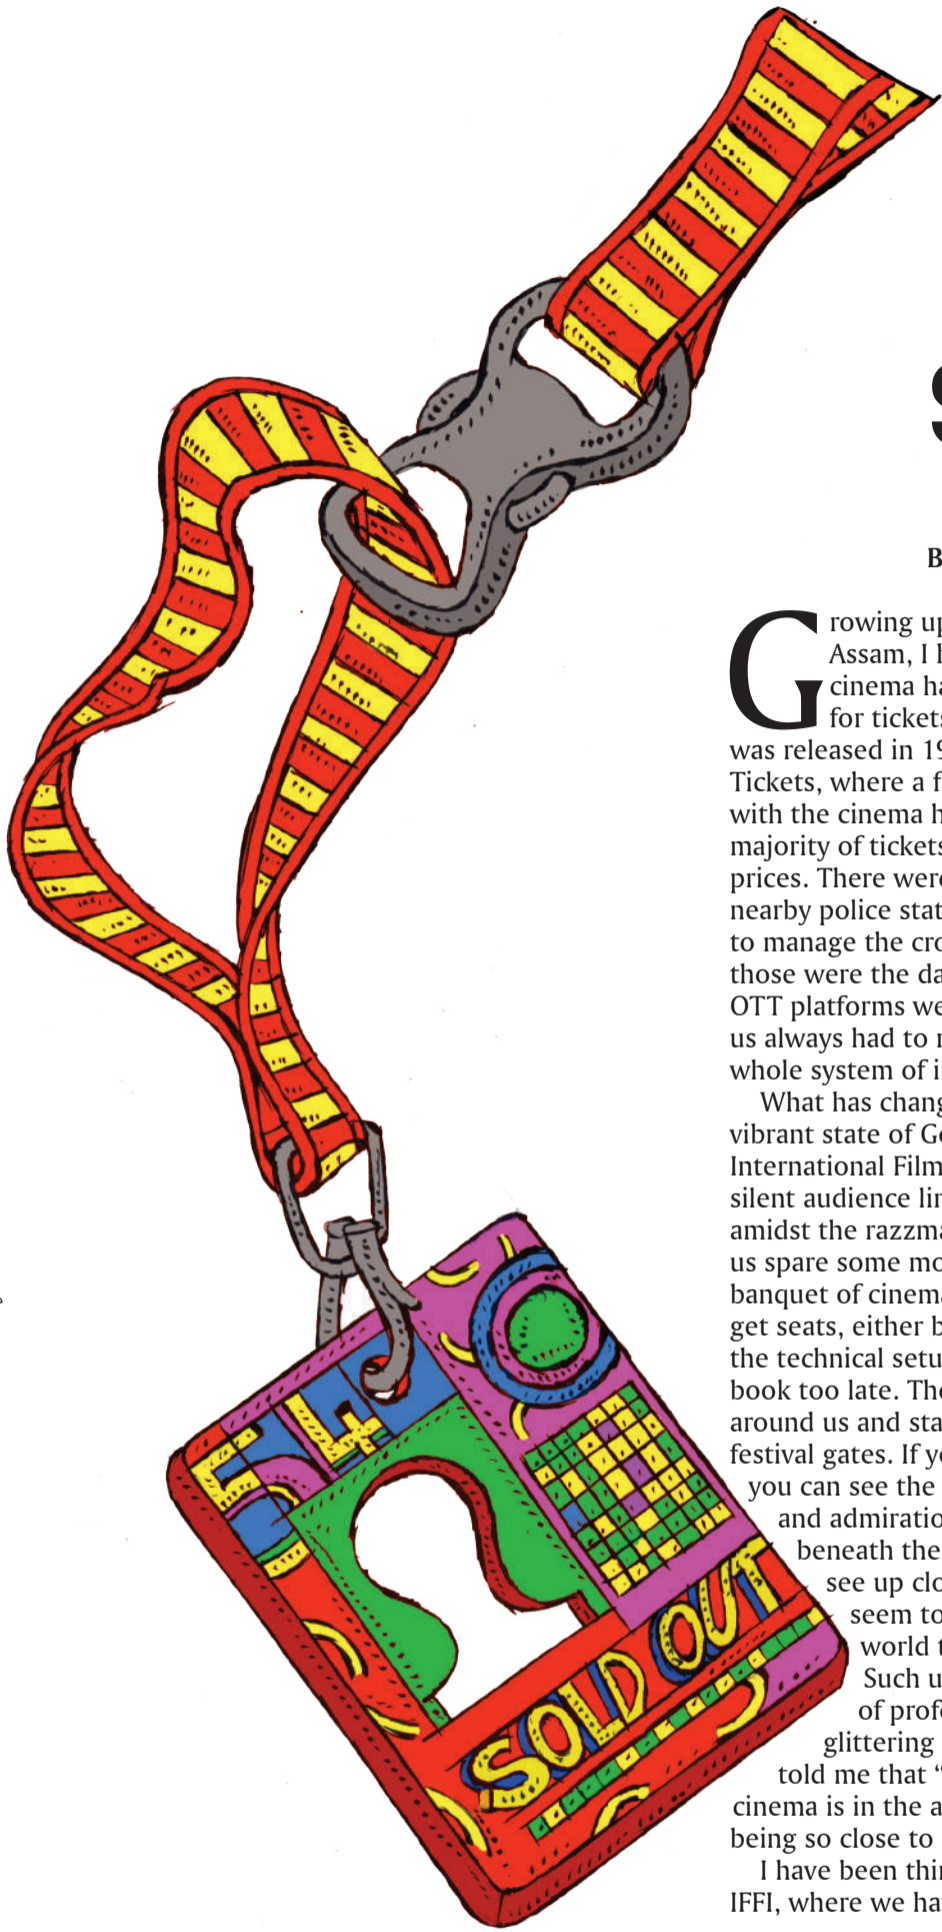 54
SOLD OUT
S
B
Growing up
Assam, I h
cinema ha
for tickets
was released in 19
Tickets, where a f
with the cinema h
majority of tickets
prices. There were
nearby police stat
to manage the cro
those were the da
OTT platforms we
us always had to
whole system of i
What has chang
vibrant state of Go
International Film
silent audience li
amidst the razzma
us spare some mo
banquet of cinema
get seats, either b
the technical setu
book too late. The
around us and sta
festival gates. If yo
you can see the
and admiratio
beneath the
see up clo
seem to
world t
Such u
of profe
glittering
told me that “
cinema is in the a
being so close to
I have been thin
IFFI, where we ha